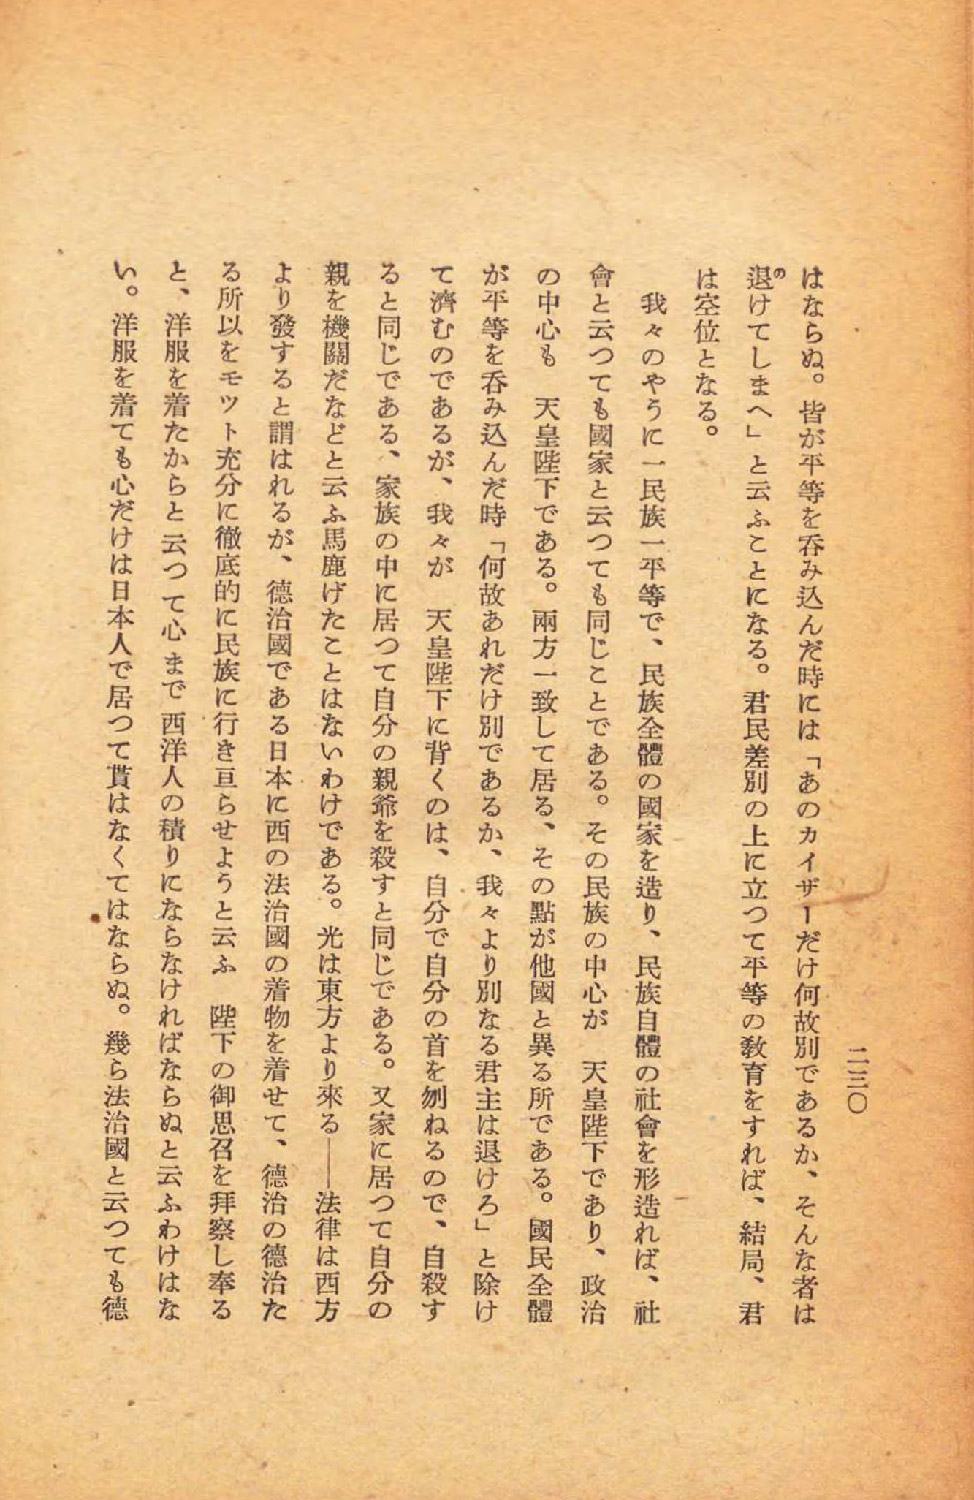 二三〇
はならぬ。皆が平等を呑み込んだ時には「あのカイザーだけ何故別であるか、そんな者は
退けてしまへ」と云ふことになる。君民差別の上に立つて平等の教育をすれば、結局、君
の
は空位となる。
我々のやうに一民族一平等で、民族全體の國家を造り、民族自體の社會を形造れば、社
會と云つても國家と云つても同じことである。その民族の中心が　天皇陛下であり、政治
の中心も　天皇陛下である。兩方一致して居る、その點が他國と異る所である。國民全體
が平等を呑み込んだ時「何故あれだけ別であるか、我々より別なる君主は退けろ」と除け
て濟むのであるが、我々が　天皇陛下に背くのは、自分で自分の首を刎ねるので、自殺す
ると同じである、家族の中に居つて自分の親爺を殺すと同じである。又家に居つて自分の
親を機關だなどと云ふ馬鹿げたことはないわけである。光は東方より來る――法律は西方
より發すると謂はれるが、德治國である日本に西の法治國の着物を着せて、德治の德治た
る所以をモツト充分に徹底的に民族に行き亘らせようと云ふ　陛下の御思召を拜察し奉る
と、洋服を着たからと云つて心まで西洋人の積りにならなければならぬと云ふわけはな
い。洋服を着ても心だけは日本人で居つて貰はなくてはならぬ。幾ら法治國と云つても德